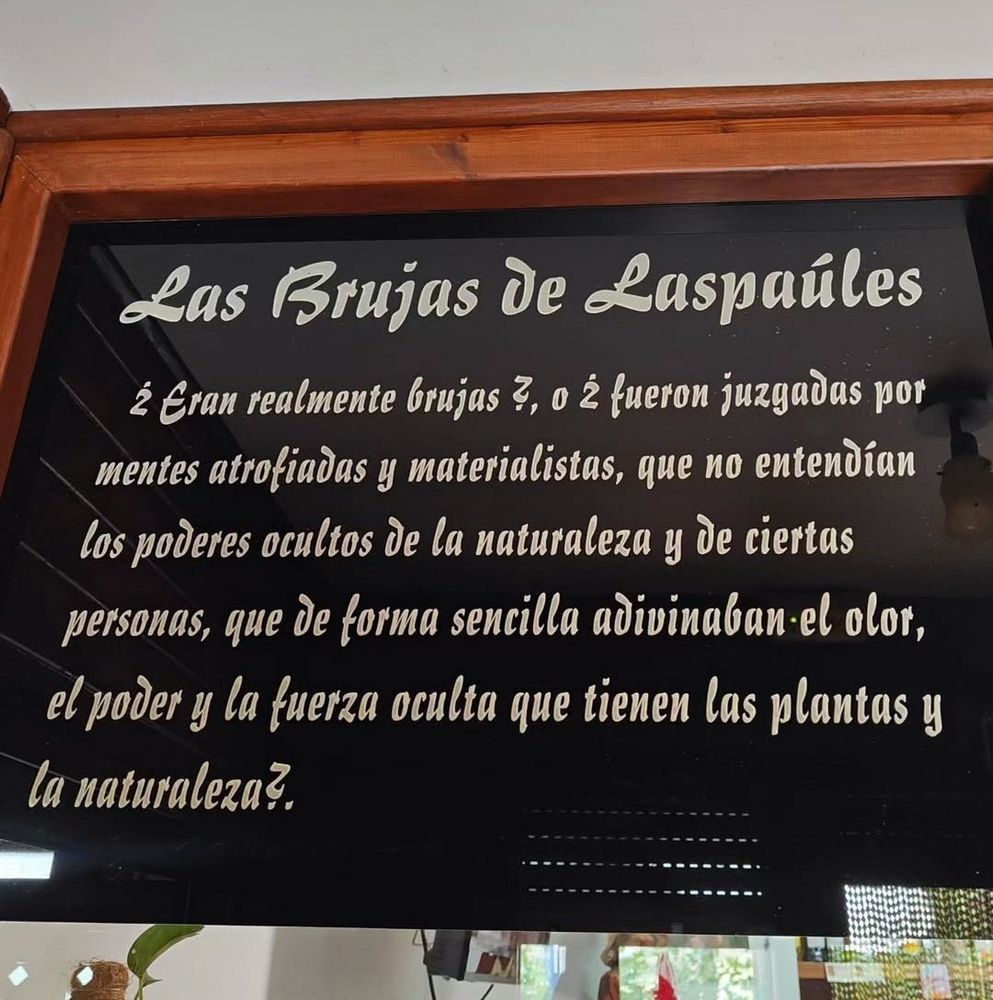 Las Brujas de Laspaúles
¿ Eran realmente brujas ?, o ¿ fueron juzgadas por
mentes atrofiadas y materialistas, que no entendían
los poderes ocultos de la naturaleza y de ciertas
personas, que de forma sencilla adivinaban el olor,
el poder y la fuerza oculta que tienen las plantas y
la naturaleza?.